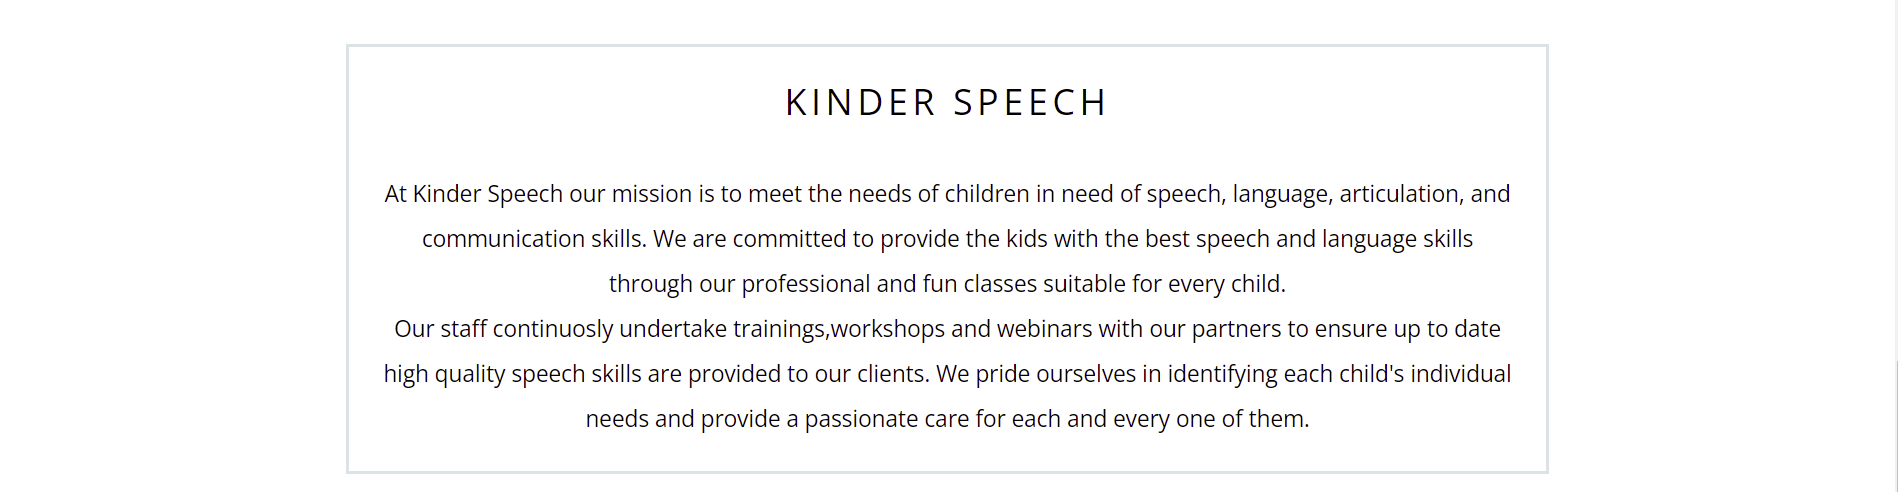 KINDER SPEECH
At Kinder Speech our mission is to meet the needs of children in need of speech, language, articulation, and
communication skills. We are committed to provide the kids with the best speech and language skills
through our professional and fun classes suitable for every child.
Our staff continuosly undertake trainings,workshops and webinars with our partners to ensure up to date
high quality speech skills are provided to our clients. We pride ourselves in identifying each child's individual
needs and provide a passionate care for each and every one of them.